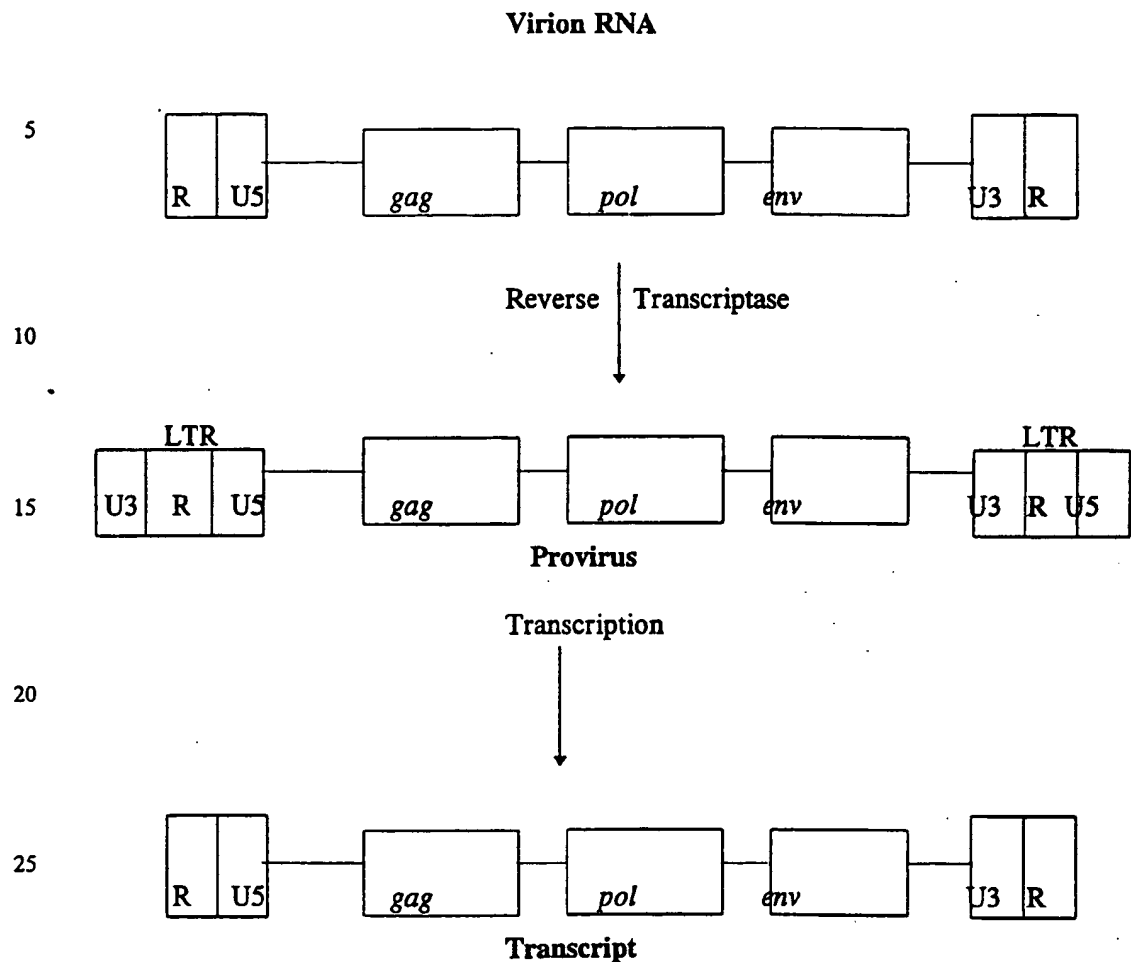 Virion RNA
5
R U5 gag pol env U3 R
Reverse Transcriptase
10
LTR LTR
15 U3 R U5 gag pol env U3 R U5
Provirus
Transcription
20
25
R U5 gag pol env U3 R
Transcript